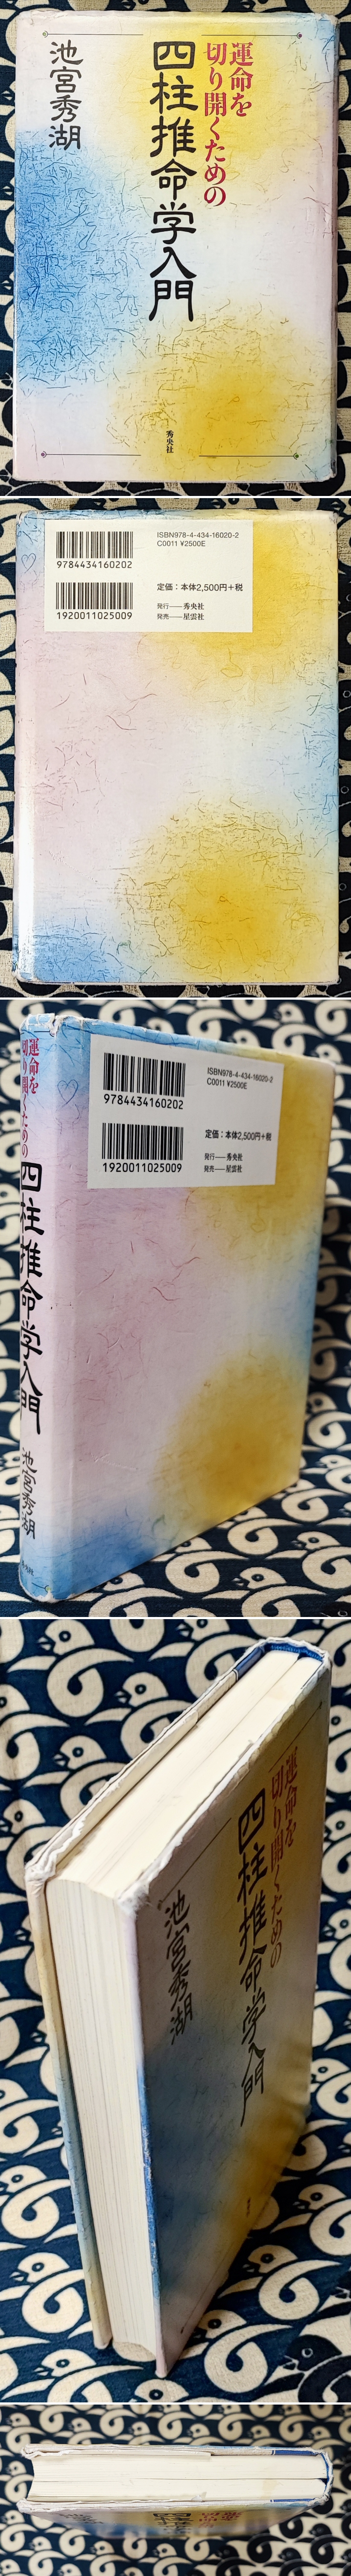 運命を
切り開くための
四柱推命学入門
池宮秀湖
秀央社
ISBN978-4-434-16020-2
C0011 ¥2500E
9784434160202
定価：本体2,500円＋税
1920011025009
発行──秀央社
発売──星雲社
運命を
切り開くための
四柱推命学入門
池宮秀湖
秀央社
ISBN978-4-434-16020-2
C0011 ¥2500E
9784434160202
定価：本体2,500円＋税
1920011025009
発行──秀央社
発売──星雲社
運命を
切り開くための
四柱推命学入門
池宮秀湖